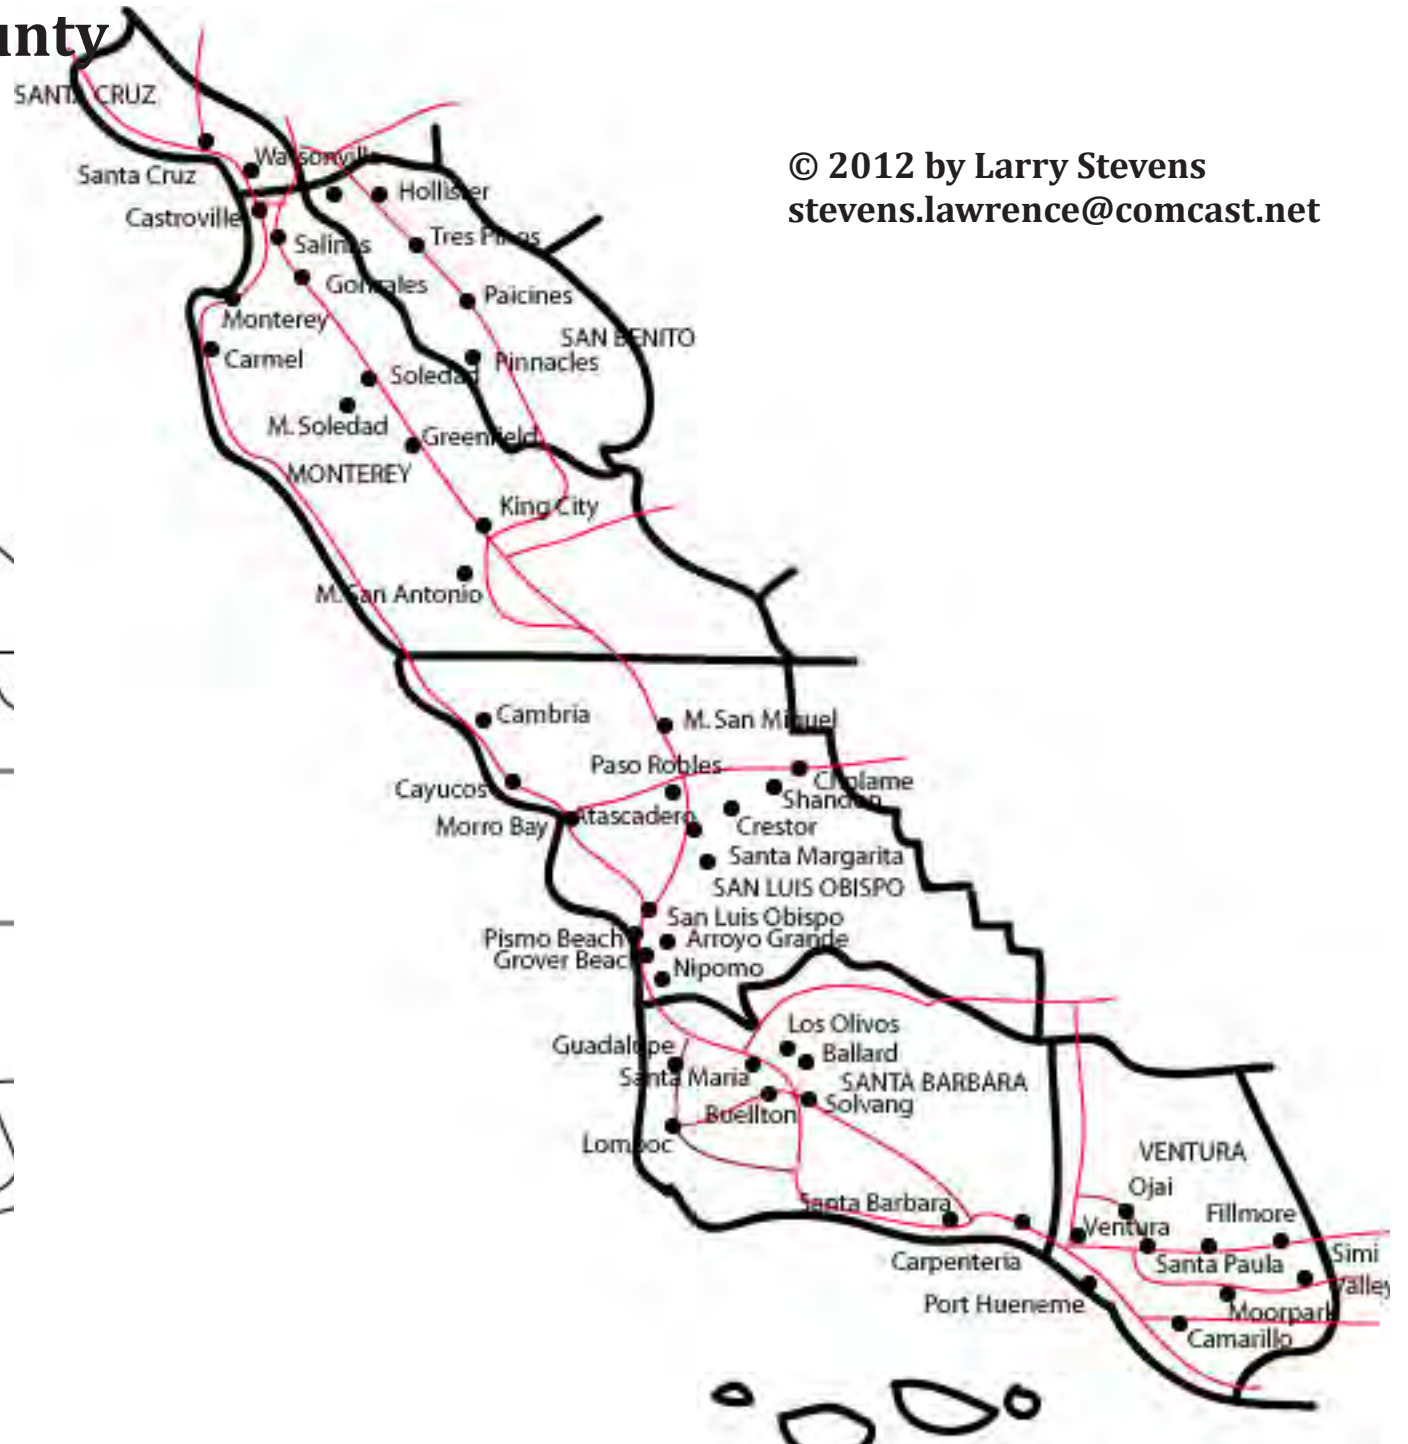 unty
SANTA CRUZ
© 2012 by Larry Stevens
stevens.lawrence@comcast.net
Watsonville
Santa Cruz
Hollister
Castroville
Tres Pinos
Salinas
Gonzales
Paicines
Monterey
SAN BENITO
Carmel
Pinnacles
Soledad
M. Soledad
Greenfield
MONTEREY
King City
M. San Antonio
Cambria
M. San Miguel
Paso Robles
Cholame
Cayucos
Shandon
Atascadero
Morro Bay
Crestor
Santa Margarita
SAN LUIS OBISPO
San Luis Obispo
Pismo Beach
Arroyo Grande
Grover Beach
Nipomo
Los Olivos
Guadalupe
Ballard
Santa Maria
SANTA BARBARA
Solvang
Buellton
Lompoc
VENTURA
Ojai
Santa Barbara
Fillmore
Ventura
Simi
Valley
Carpenteria
Santa Paula
Port Hueneme
Moorpark
Camarillo